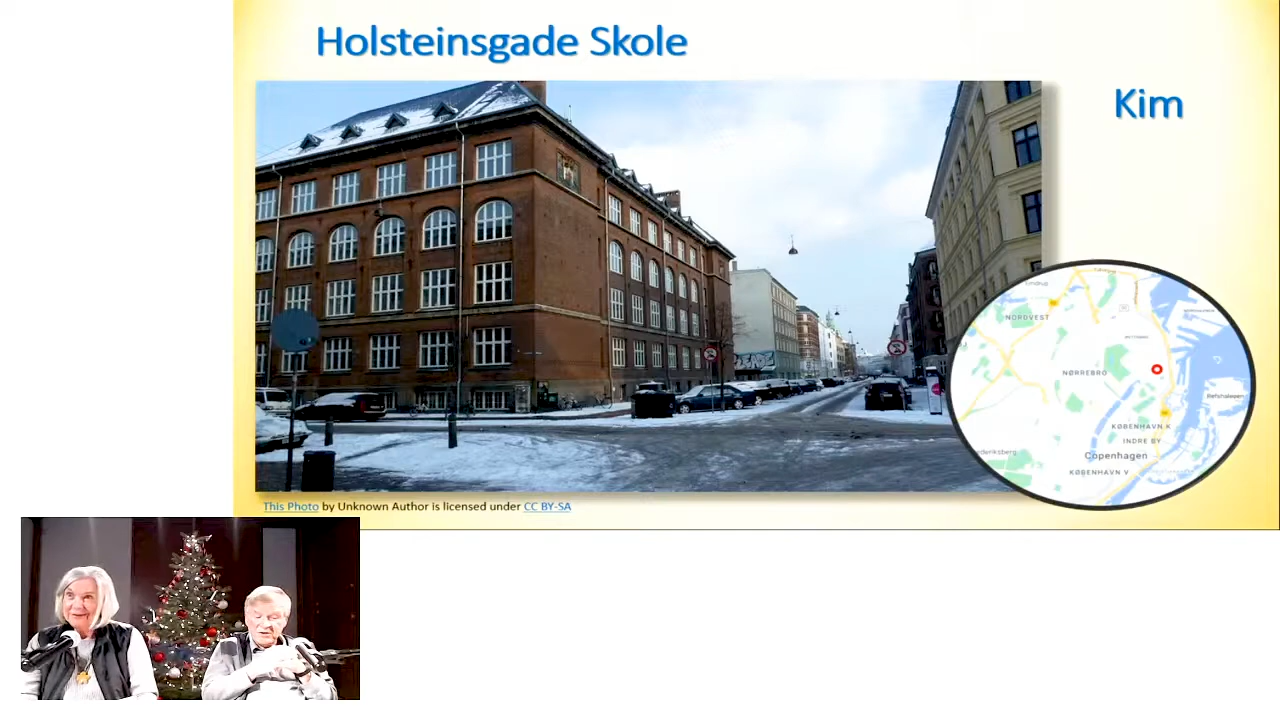 Holsteinsgade Skole
Kim
NORDVEST
NØRREBRO
Refshaleøen
KØBENHAVN K
INDRE BY
Copenhagen
KØBENHAVN V
This Photo by Unknown Author is licensed under CC BY-SA